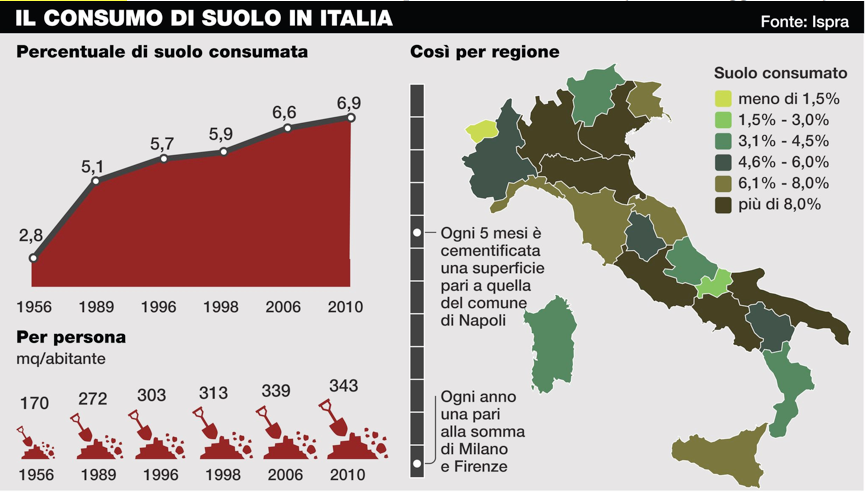 IL CONSUMO DI SUOLO IN ITALIA
Fonte: Ispra
Percentuale di suolo consumata
2,8
5,1
5,7
5,9
6,6
6,9
1956 1989 1996 1998 2006 2010
Per persona
mq/abitante
170 272 303 313 339 343
1956 1989 1996 1998 2006 2010
Così per regione
Ogni 5 mesi è
cementificata
una superficie
pari a quella
del comune
di Napoli
Ogni anno
una pari
alla somma
di Milano
e Firenze
Suolo consumato
meno di 1,5%
1,5% - 3,0%
3,1% - 4,5%
4,6% - 6,0%
6,1% - 8,0%
più di 8,0%